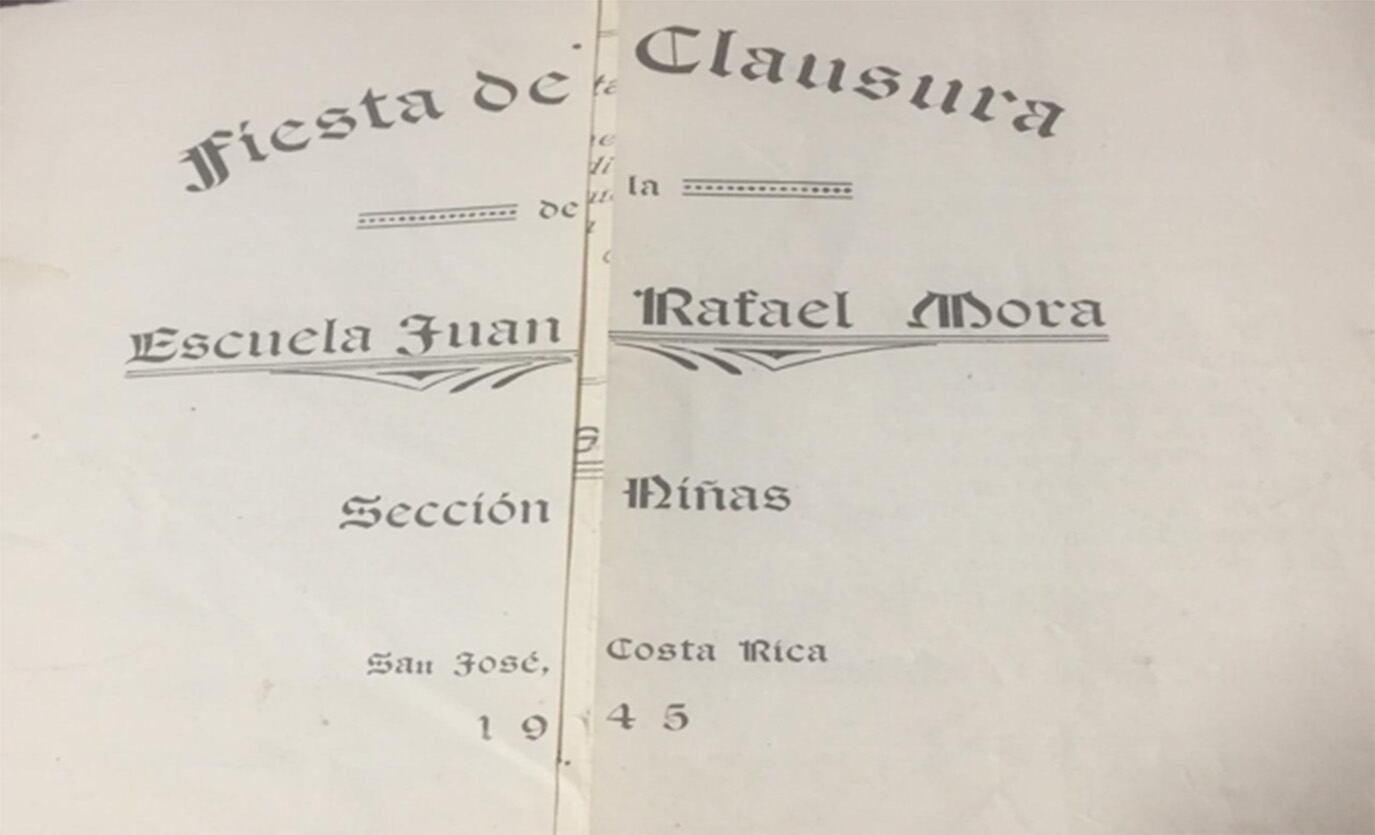 Fiesta de Clausura
de la
Escuela Juan Rafael Mora
Sección Niñas
San José, Costa Rica
1945